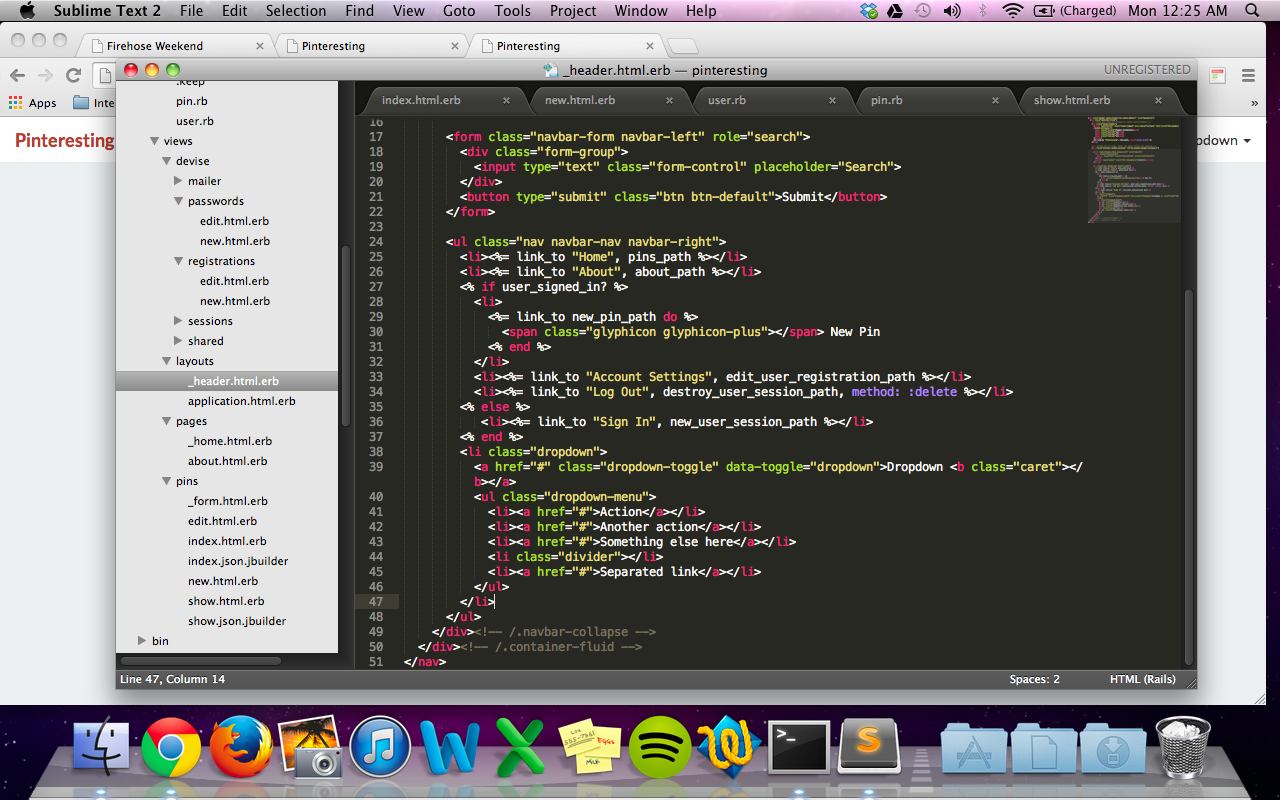 Sublime Text 2 File Edit Selection Find View Goto Tools Project Window Help (Charged) Mon 12:25 AM
Firehose Weekend Pinteresting Pinteresting
_header.html.erb — pinteresting UNREGISTERED
Apps Inte »
Pinteresting
pdown
.keep
pin.rb
user.rb
views
devise
mailer
passwords
edit.html.erb
new.html.erb
registrations
edit.html.erb
new.html.erb
sessions
shared
layouts
_header.html.erb
application.html.erb
pages
_home.html.erb
about.html.erb
pins
_form.html.erb
edit.html.erb
index.html.erb
index.json.jbuilder
new.html.erb
show.html.erb
show.json.jbuilder
bin
index.html.erb new.html.erb user.rb pin.rb show.html.erb
16
17 <form class="navbar-form navbar-left" role="search">
18 <div class="form-group">
19 <input type="text" class="form-control" placeholder="Search">
20 </div>
21 <button type="submit" class="btn btn-default">Submit</button>
22 </form>
23
24 <ul class="nav navbar-nav navbar-right">
25 <li><%= link_to "Home", pins_path %></li>
26 <li><%= link_to "About", about_path %></li>
27 <% if user_signed_in? %>
28 <li>
29 <%= link_to new_pin_path do %>
30 <span class="glyphicon glyphicon-plus"></span> New Pin
31 <% end %>
32 </li>
33 <li><%= link_to "Account Settings", edit_user_registration_path %></li>
34 <li><%= link_to "Log Out", destroy_user_session_path, method: :delete %></li>
35 <% else %>
36 <li><%= link_to "Sign In", new_user_session_path %></li>
37 <% end %>
38 <li class="dropdown">
39 <a href="#" class="dropdown-toggle" data-toggle="dropdown">Dropdown <b class="caret"></
b></a>
40 <ul class="dropdown-menu">
41 <li><a href="#">Action</a></li>
42 <li><a href="#">Another action</a></li>
43 <li><a href="#">Something else here</a></li>
44 <li class="divider"></li>
45 <li><a href="#">Separated link</a></li>
46 </ul>
47 </li>
48 </ul>
49 </div><!-- /.navbar-collapse -->
50 </div><!-- /.container-fluid -->
51 </nav>
Line 47, Column 14 Spaces: 2 HTML (Rails)